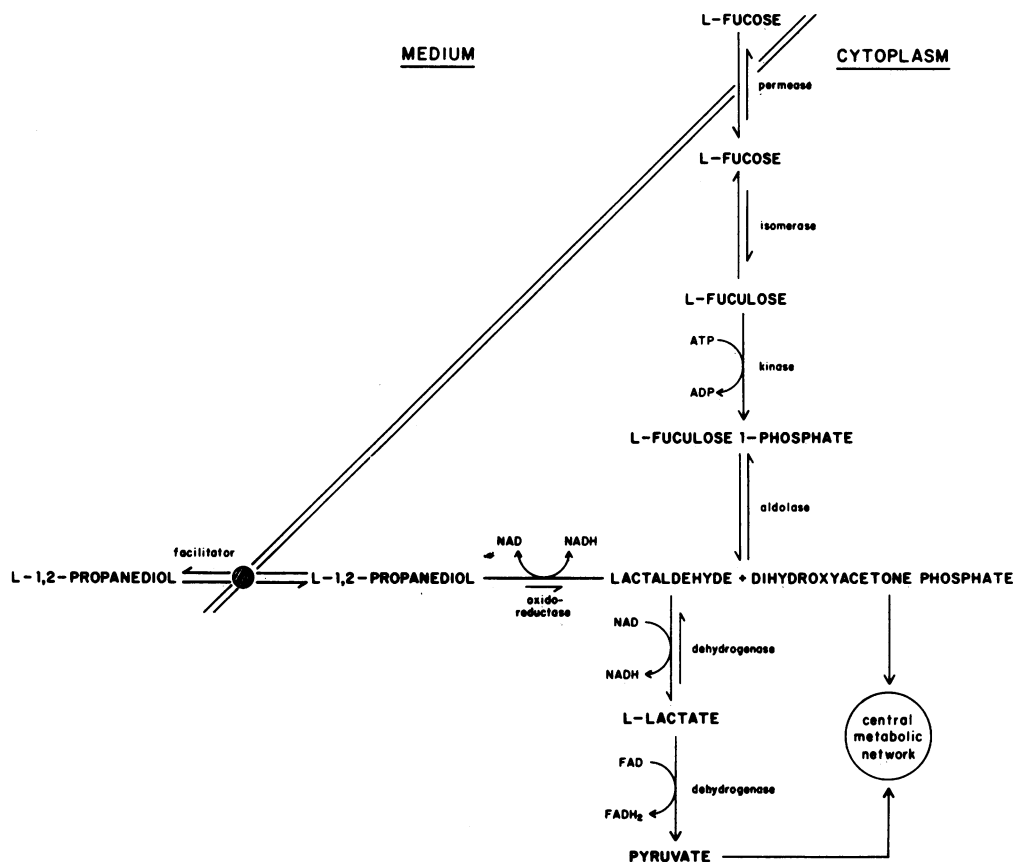 L-FUCOSE
MEDIUM
CYTOPLASM
permease
L-FUCOSE
isomerase
L-FUCULOSE
ATP
kinase
ADP
L-FUCULOSE 1-PHOSPHATE
aldolase
NAD NADH
facilitator
L-1,2-PROPANEDIOL L-1,2-PROPANEDIOL LACTALDEHYDE + DIHYDROXYACETONE PHOSPHATE
oxido-
reductase
NAD
dehydrogenase
NADH
L-LACTATE
central
metabolic
network
FAD
dehydrogenase
FADH₂
PYRUVATE